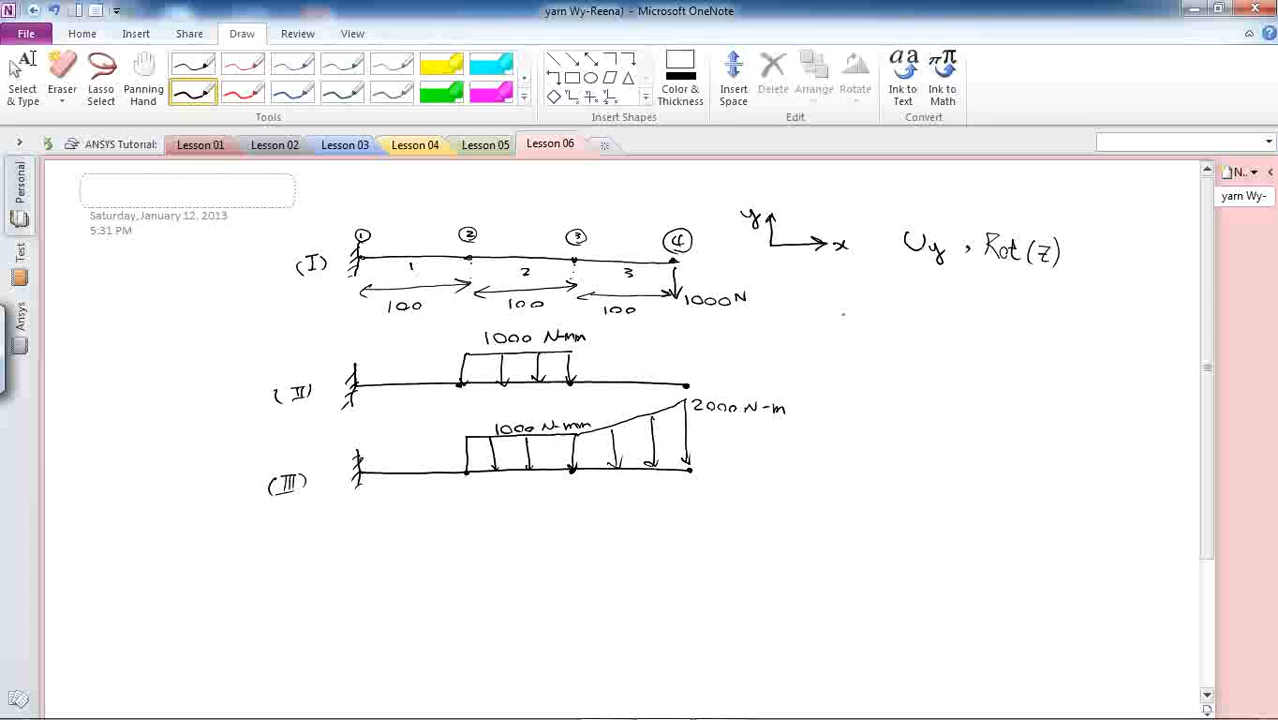 yarn Wy-Reena) - Microsoft OneNote
File Home Insert Share Draw Review View
Select & Type
Eraser
Lasso Select
Panning Hand
Color & Thickness
Insert Space
Delete
Arrange
Rotate
Ink to Text
Ink to Math
Tools
Insert Shapes
Edit
Convert
ANSYS Tutorial: Lesson 01 Lesson 02 Lesson 03 Lesson 04 Lesson 05 Lesson 06
N..
yarn Wy-
Personal
Test
Ansys
Saturday, January 12, 2013
5:31 PM
1 2 3 4
y
x
Uy , Rot(z)
(I)
1 2 3
100 100 100
1000N
1000 N-mm
(II)
2000 N-m
1000 N-mm
(III)